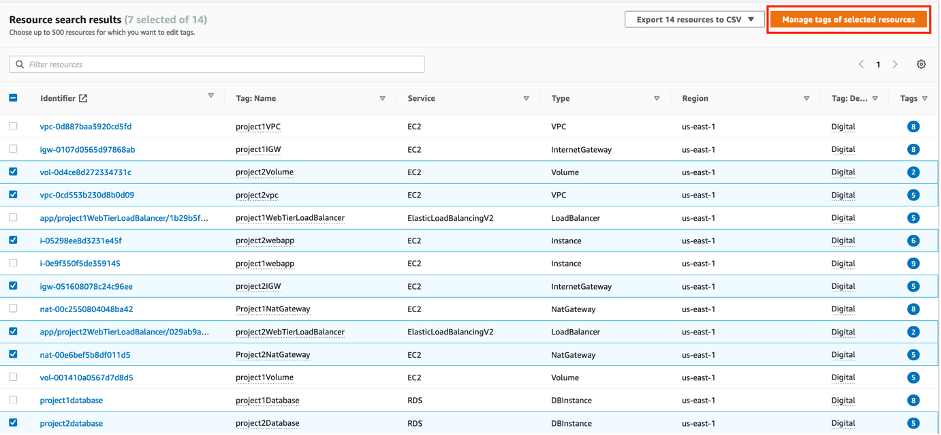 Resource search results (7 selected of 14)
Export 14 resources to CSV
Manage tags of selected resources
Choose up to 500 resources for which you want to edit tags.
Filter resources
1
Identifier Tag: Name Service Type Region Tag: De... Tags
vpc-0d887baa3920cd5fd project1VPC EC2 VPC us-east-1 Digital 8
igw-0107d0565d97868ab project1IGW EC2 InternetGateway us-east-1 Digital 8
vol-0d4ce8d272334731c project2Volume EC2 Volume us-east-1 Digital 2
vpc-0cd553b230d8b0d09 project2vpc EC2 VPC us-east-1 Digital 5
app/project1WebTierLoadBalancer/1b29b5f... project1WebTierLoadBalancer ElasticLoadBalancingV2 LoadBalancer us-east-1 Digital 5
i-05298ee8d3231e45f project2webapp EC2 Instance us-east-1 Digital 6
i-0e9f350f5de359145 project1webapp EC2 Instance us-east-1 Digital 9
igw-051608078c24c96ee project2IGW EC2 InternetGateway us-east-1 Digital 5
nat-00c2550804048ba42 Project1NatGateway EC2 NatGateway us-east-1 Digital 8
app/project2WebTierLoadBalancer/029ab9a... project2WebTierLoadBalancer ElasticLoadBalancingV2 LoadBalancer us-east-1 Digital 2
nat-00e6bef5b8df011d5 Project2NatGateway EC2 NatGateway us-east-1 Digital 5
vol-001410a0567d7d8d5 project1Volume EC2 Volume us-east-1 Digital 5
project1database project1Database RDS DBInstance us-east-1 Digital 8
project2database project2Database RDS DBInstance us-east-1 Digital 5